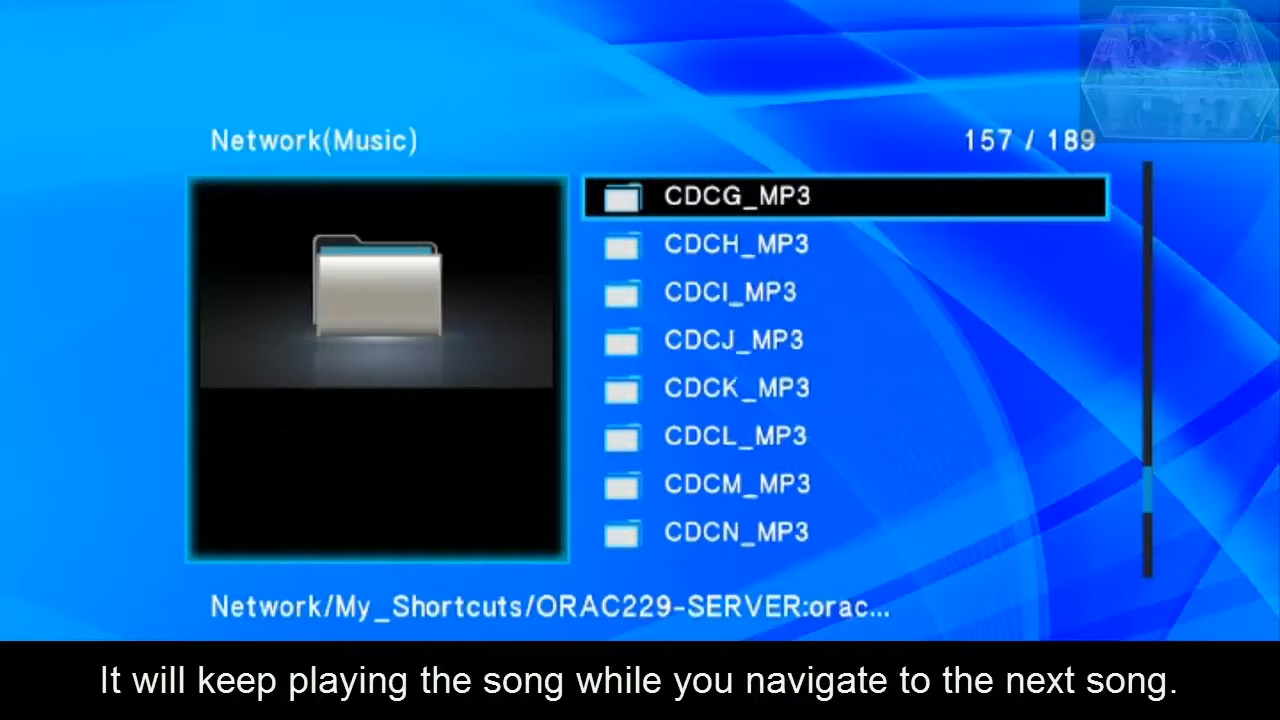 Network(Music)
157 / 189
CDCG_MP3
CDCH_MP3
CDCI_MP3
CDCJ_MP3
CDCK_MP3
CDCL_MP3
CDCM_MP3
CDCN_MP3
Network/My_Shortcuts/ORAC229-SERVER:orac...
It will keep playing the song while you navigate to the next song.